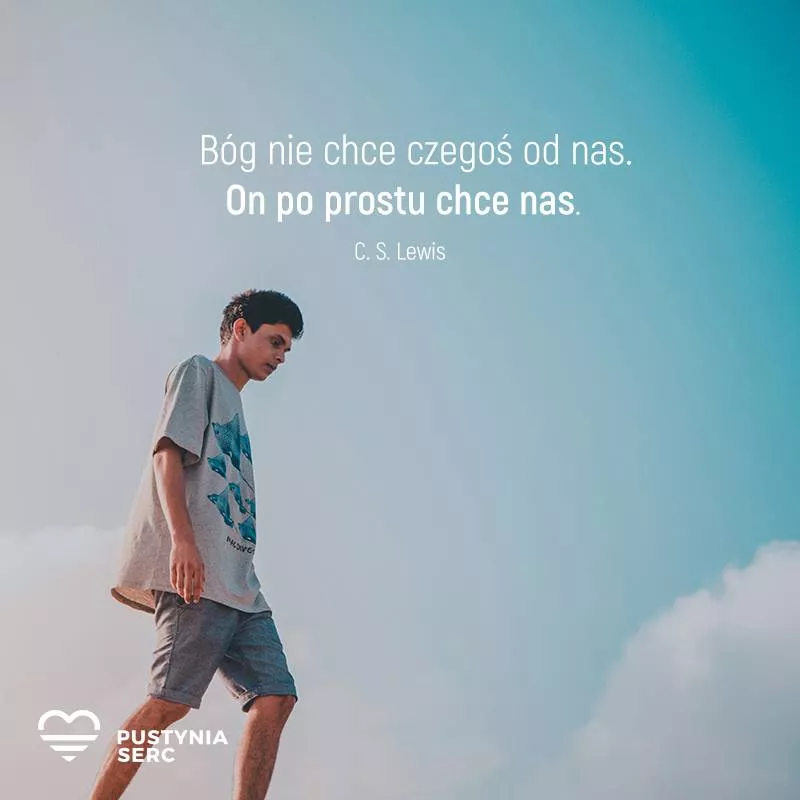 Bóg nie chce czegoś od nas.
On po prostu chce nas.
C. S. Lewis
PUSTYNIA
SERC